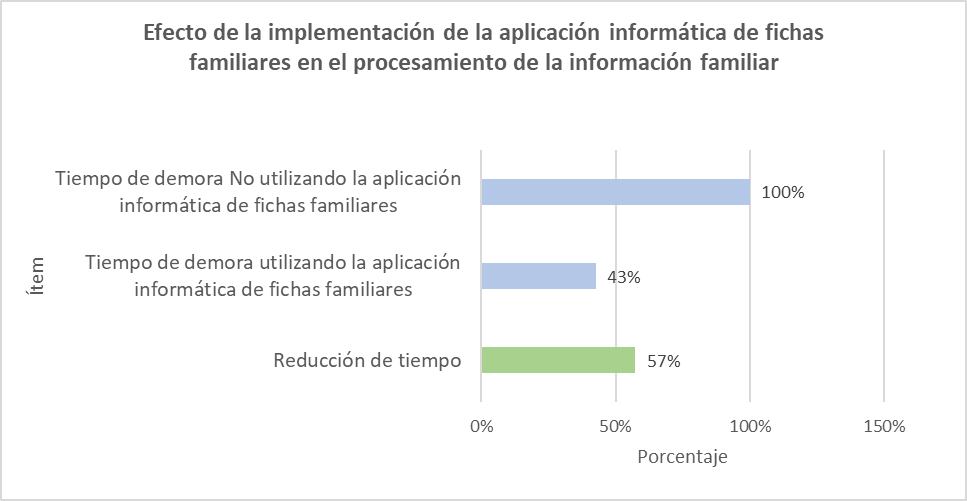 Efecto de la implementación de la aplicación informática de fichas
familiares en el procesamiento de la información familiar
Tiempo de demora No utilizando la aplicación
informática de fichas familiares
100%
Tiempo de demora utilizando la aplicación
informática de fichas familiares
43%
Reducción de tiempo
57%
Ítem
0%
50%
100%
150%
Porcentaje